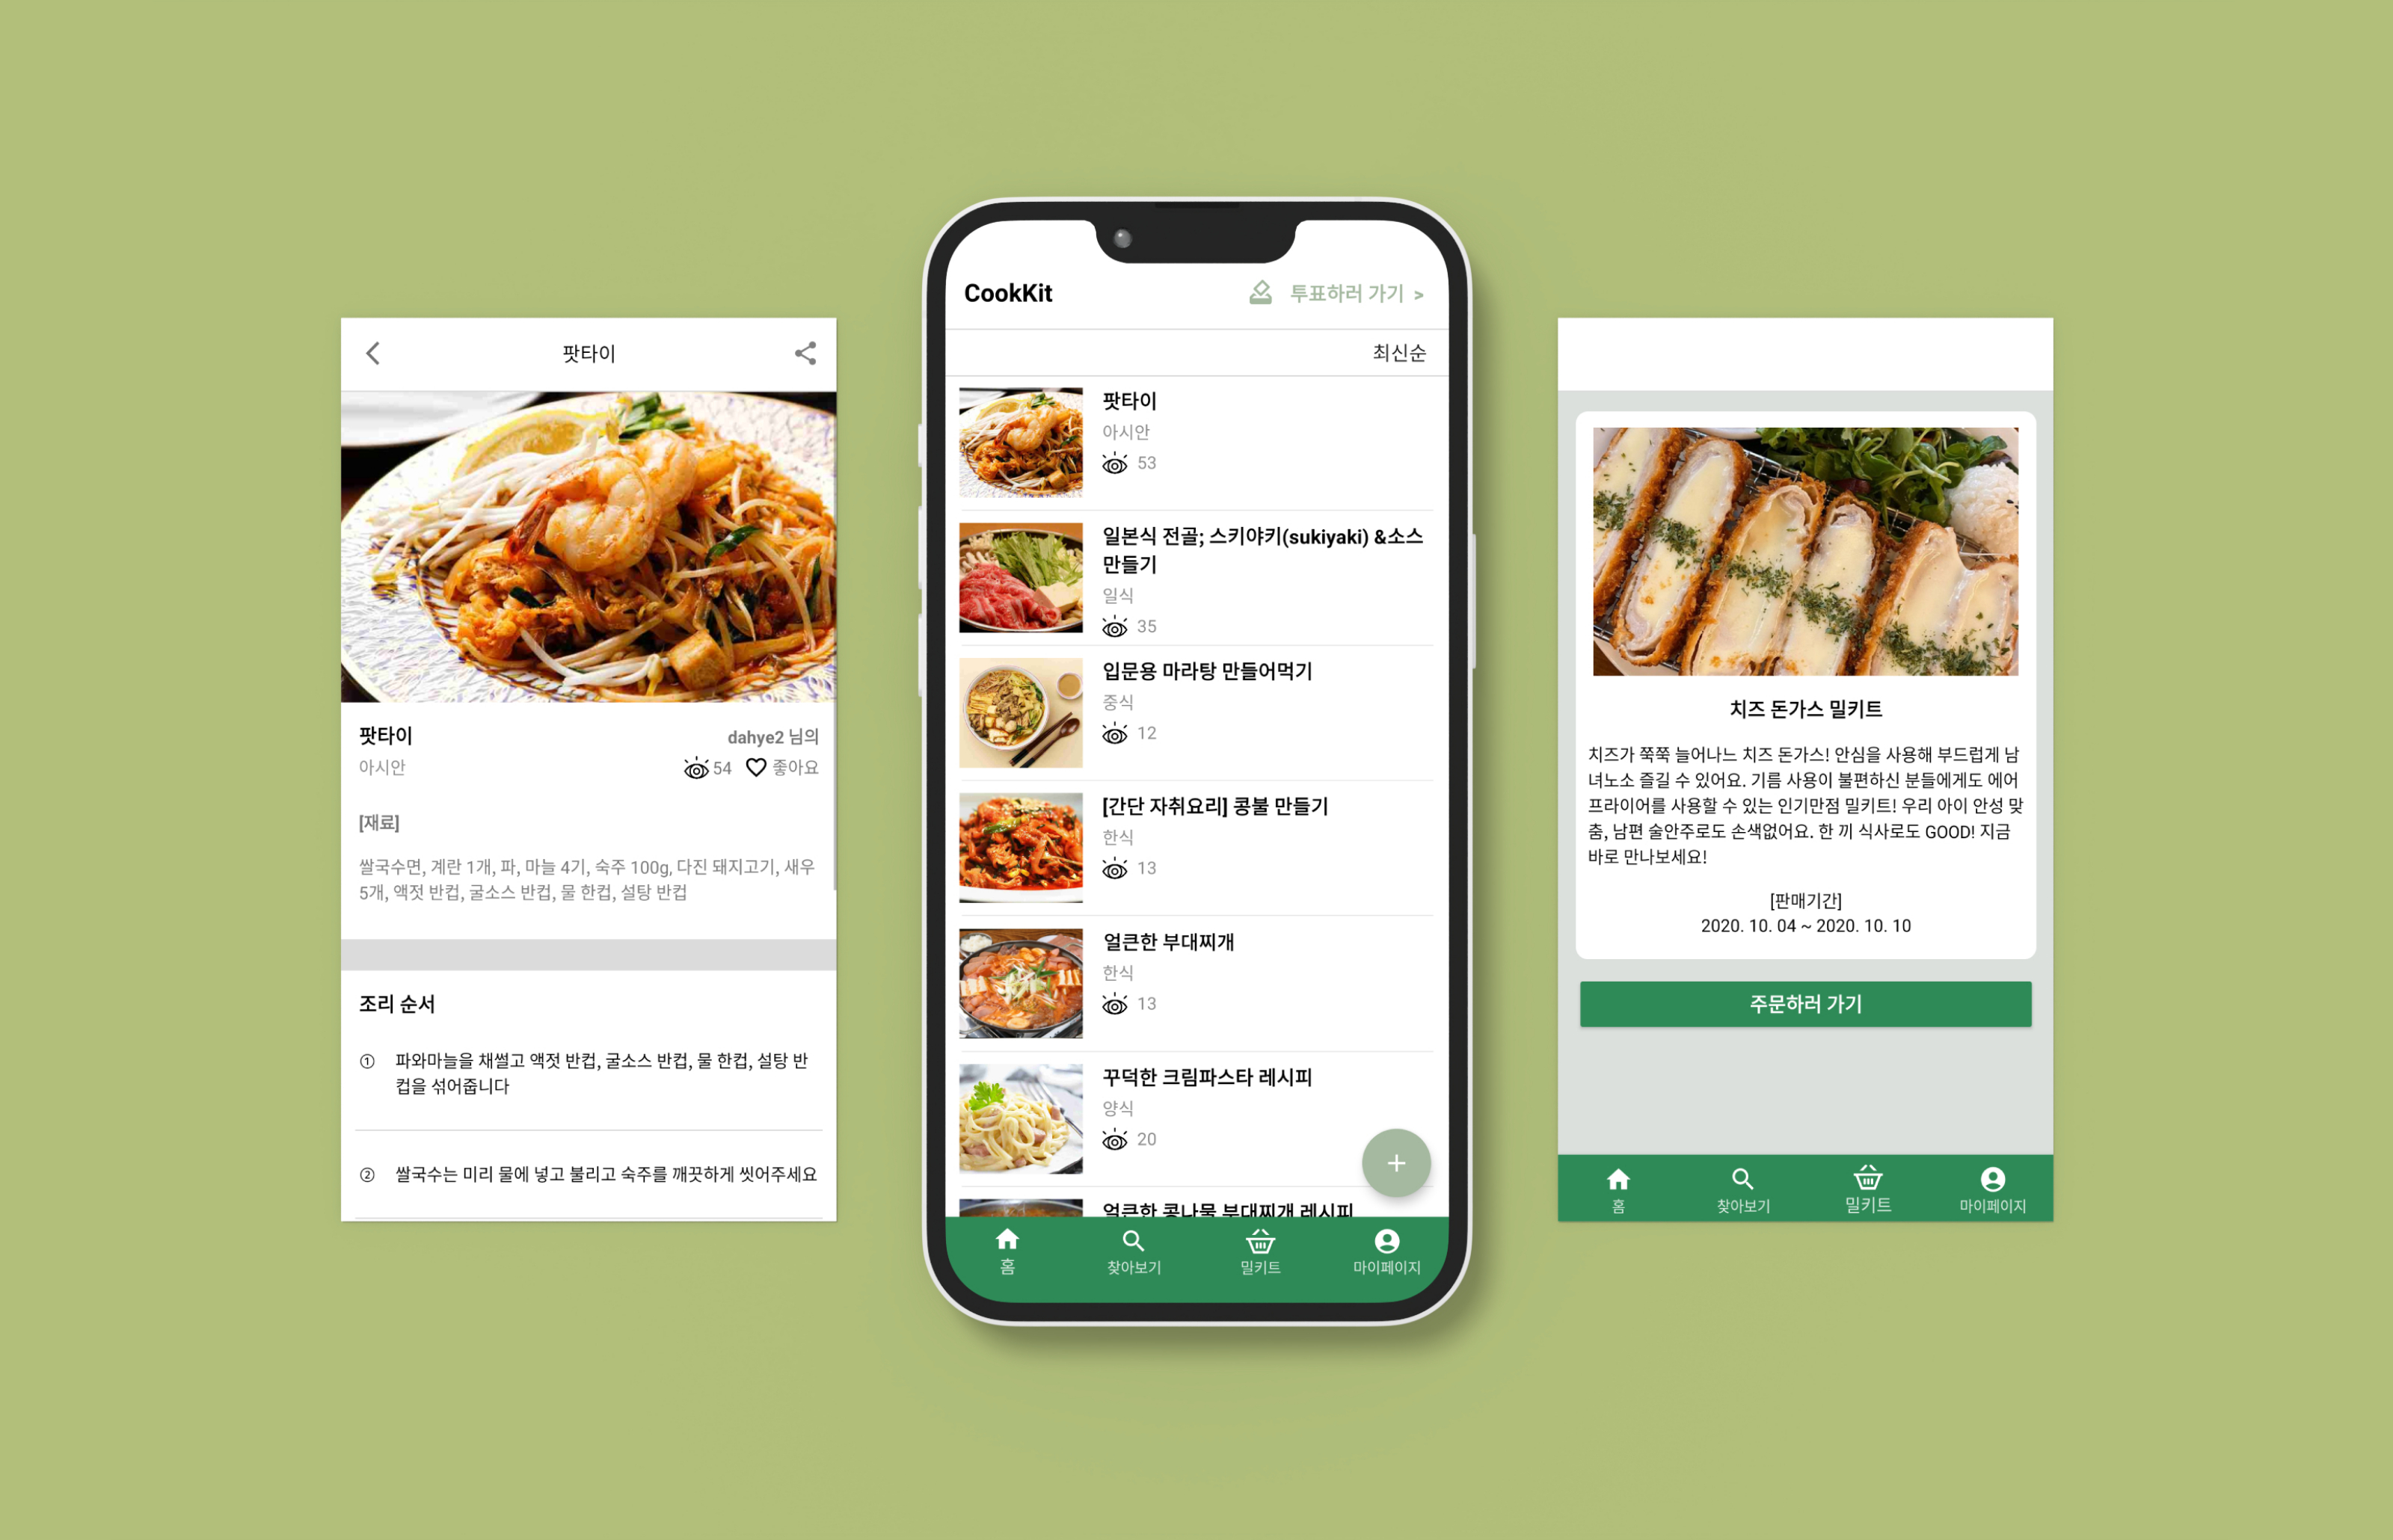 팟타이
팟타이
dahye2 님의
아시안
54
좋아요
[재료]
쌀국수면, 계란 1개, 파, 마늘 4기, 숙주 100g, 다진 돼지고기, 새우
5개, 액젓 반컵, 굴소스 반컵, 물 한컵, 설탕 반컵
조리 순서
① 파와마늘을 채썰고 액젓 반컵, 굴소스 반컵, 물 한컵, 설탕 반
컵을 섞어줍니다
② 쌀국수는 미리 물에 넣고 불리고 숙주를 깨끗하게 씻어주세요
CookKit
투표하러 가기 >
최신순
팟타이
아시안
53
일본식 전골; 스키야키(sukiyaki) &소스
만들기
일식
35
입문용 마라탕 만들어먹기
중식
12
[간단 자취요리] 콩불 만들기
한식
13
얼큰한 부대찌개
한식
13
꾸덕한 크림파스타 레시피
양식
20
+
얼큰한 콩나물 부대찌개 레시피
홈
찾아보기
밀키트
마이페이지
치즈 돈가스 밀키트
치즈가 쭉쭉 늘어나느 치즈 돈가스! 안심을 사용해 부드럽게 남
녀노소 즐길 수 있어요. 기름 사용이 불편하신 분들에게도 에어
프라이어를 사용할 수 있는 인기만점 밀키트! 우리 아이 안성 맞
춤, 남편 술안주로도 손색없어요. 한 끼 식사로도 GOOD! 지금
바로 만나보세요!
[판매기간]
2020. 10. 04 ~ 2020. 10. 10
주문하러 가기
홈
찾아보기
밀키트
마이페이지